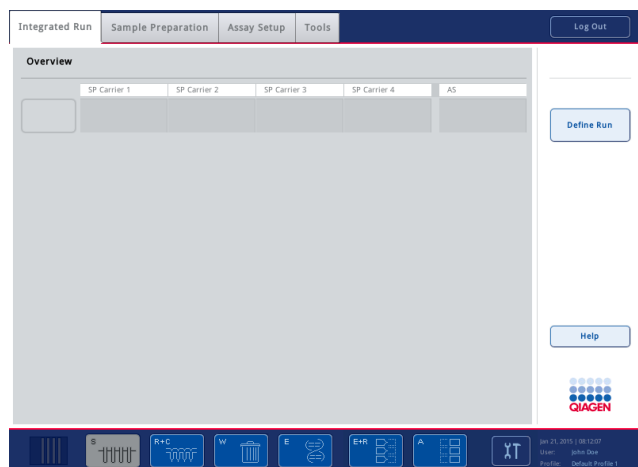 Integrated Run Sample Preparation Assay Setup Tools Log Out
Overview
SP Carrier 1 SP Carrier 2 SP Carrier 3 SP Carrier 4 AS
Define Run
Help
QIAGEN
S R+C W E E+R A
Jan 21, 2015 | 08:12:07
User: John Doe
Profile: Default Profile 1